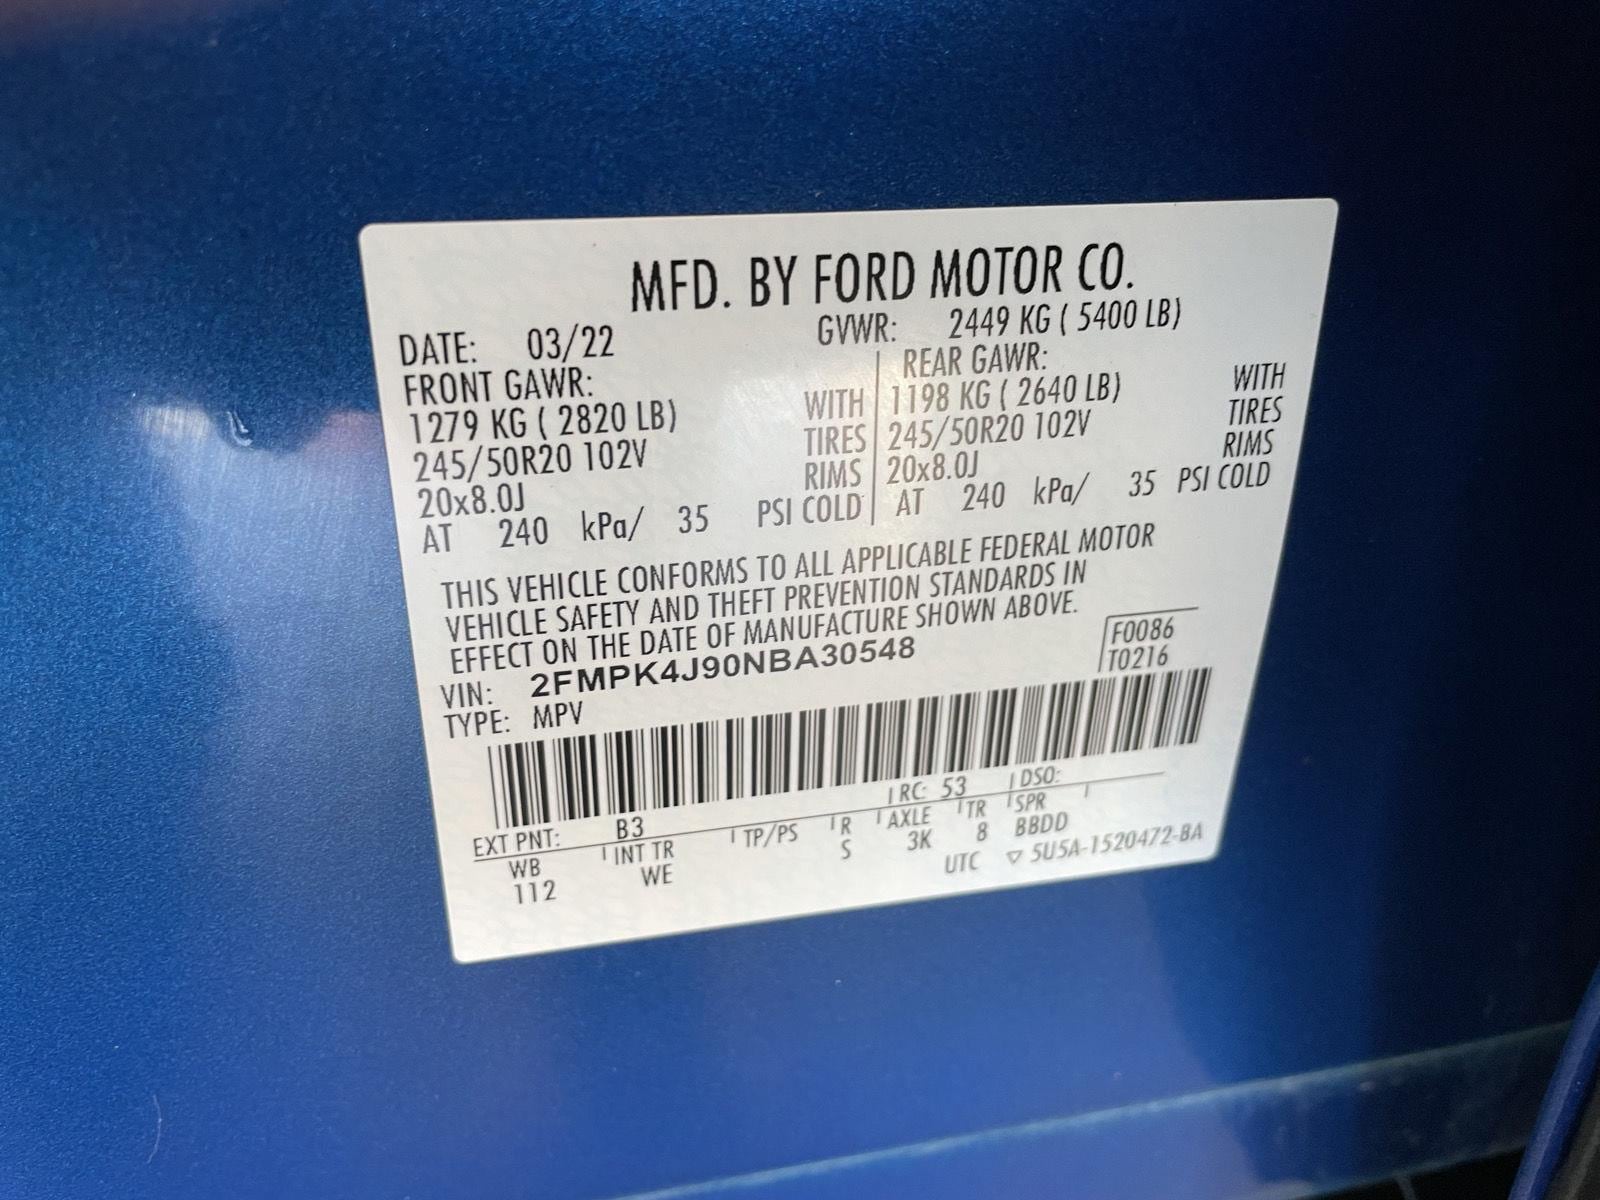 MFD. BY FORD MOTOR CO.
DATE: 03/22 GVWR: 2449 KG ( 5400 LB)
FRONT GAWR: REAR GAWR:
1279 KG ( 2820 LB) WITH 1198 KG ( 2640 LB) WITH
245/50R20 102V TIRES 245/50R20 102V TIRES
20x8.0J RIMS 20x8.0J RIMS
AT 240 kPa/ 35 PSI COLD AT 240 kPa/ 35 PSI COLD
THIS VEHICLE CONFORMS TO ALL APPLICABLE FEDERAL MOTOR
VEHICLE SAFETY AND THEFT PREVENTION STANDARDS IN
EFFECT ON THE DATE OF MANUFACTURE SHOWN ABOVE.
VIN: 2FMPK4J90NBA30548 F0086
TYPE: MPV T0216
EXT PNT: B3 RC: 53 DSO:
WB INT TR TP/PS R AXLE TR SPR
112 WE S 3K 8 BBDD
UTC ▽ 5U5A-1520472-BA